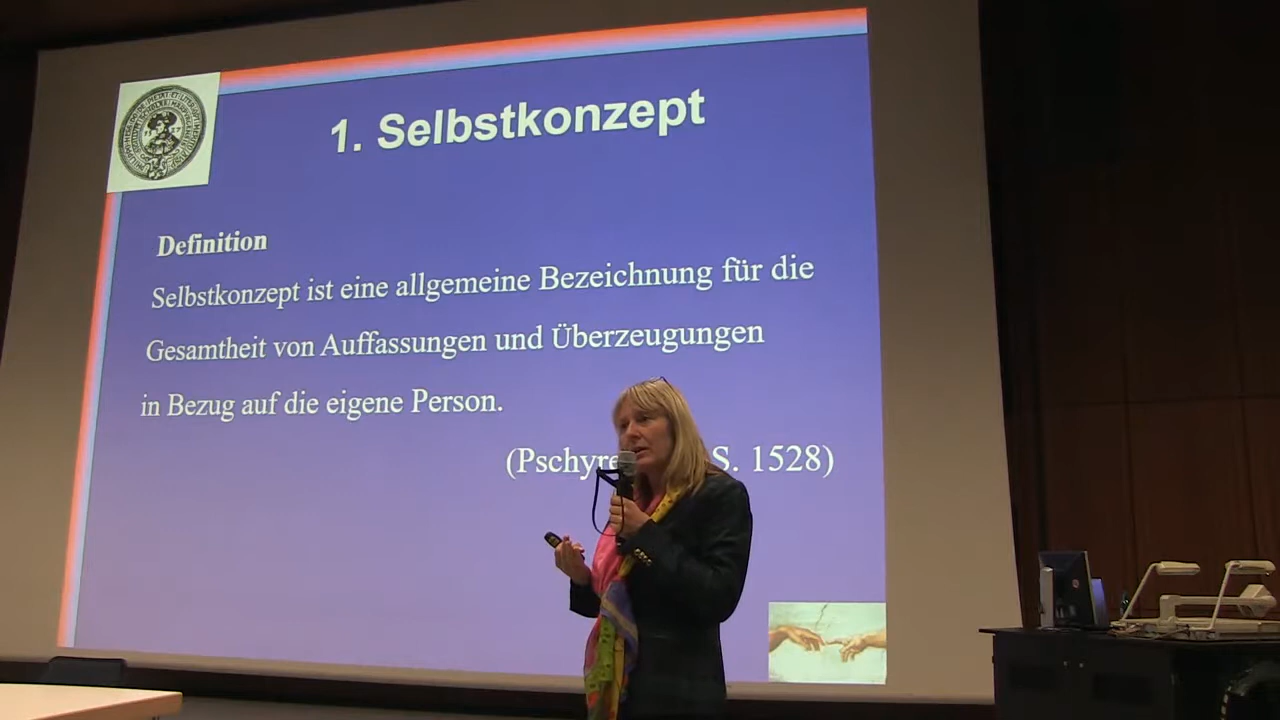 1. Selbstkonzept
Definition
Selbstkonzept ist eine allgemeine Bezeichnung für die
Gesamtheit von Auffassungen und Überzeugungen
in Bezug auf die eigene Person.
S. 1528)